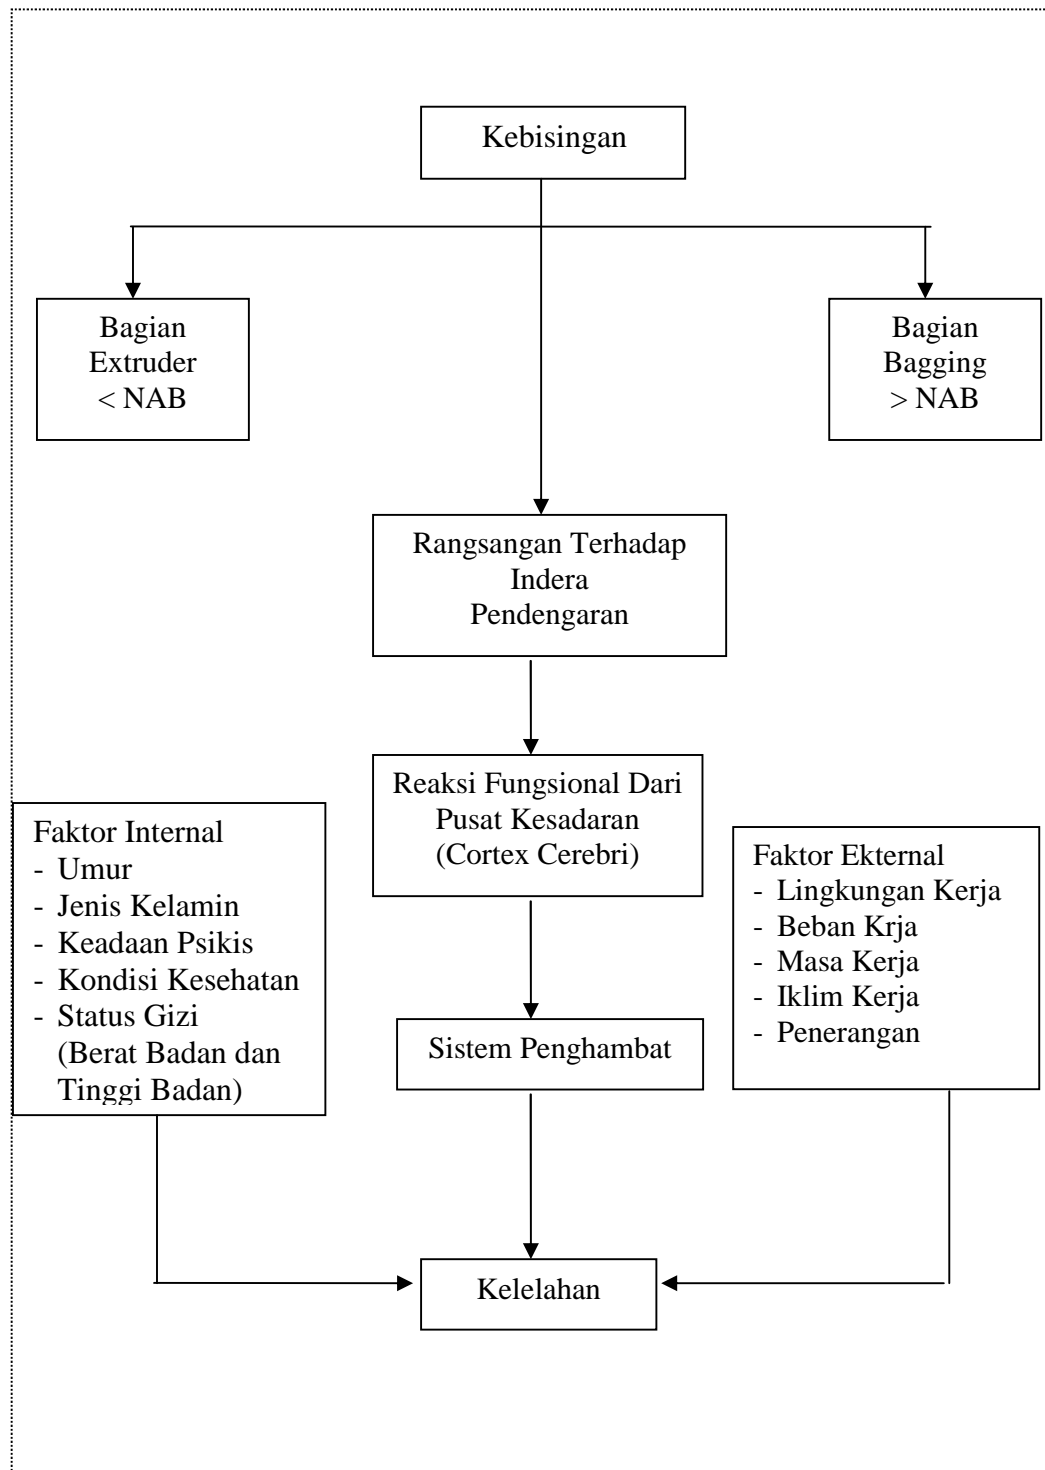 Kebisingan
Bagian
Extruder
< NAB
Bagian
Bagging
> NAB
Rangsangan Terhadap
Indera
Pendengaran
Reaksi Fungsional Dari
Pusat Kesadaran
(Cortex Cerebri)
Faktor Internal
- Umur
- Jenis Kelamin
- Keadaan Psikis
- Kondisi Kesehatan
- Status Gizi
(Berat Badan dan
Tinggi Badan)
Faktor Ekternal
- Lingkungan Kerja
- Beban Krja
- Masa Kerja
- Iklim Kerja
- Penerangan
Sistem Penghambat
Kelelahan